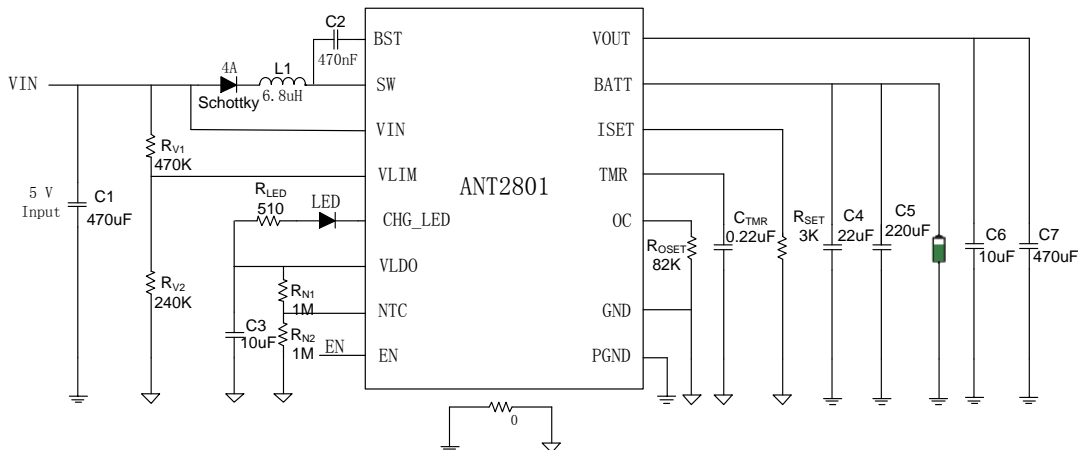 C2
470nF
BST
VOUT
4A
L1
VIN
Schottky
6.8uH
SW
BATT
VIN
ISET
RV1
470K
VLIM
TMR
ANT2801
5 V
Input
C1
470uF
RLED
510
LED
CHG_LED
OC
CTMR
0.22uF
RSET
3K
C4
22uF
C5
220uF
C6
10uF
C7
470uF
ROSET
82K
VLDO
RV2
240K
RN1
1M
NTC
GND
C3
10uF
RN2
1M
EN
EN
PGND
0